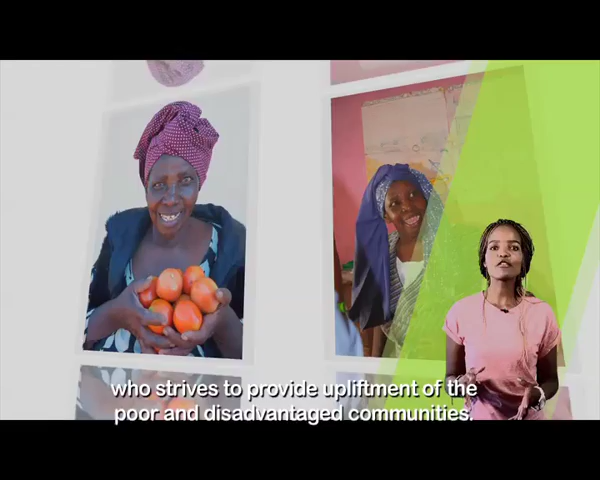 who strives to provide upliftment of the
poor and disadvantaged communities.